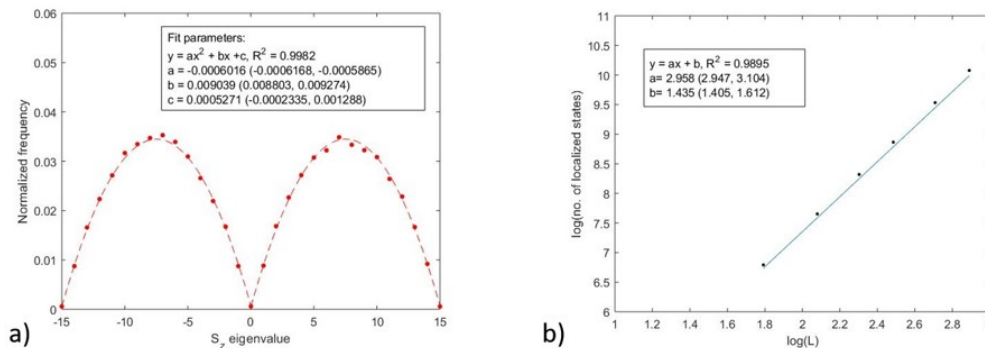 0.06
0.05
0.04
0.03
0.02
0.01
0
Normalized frequency
Fit parameters:
y = ax² + bx +c, R² = 0.9982
a = -0.0006016 (-0.0006168, -0.0005865)
b = 0.009039 (0.008803, 0.009274)
c = 0.0005271 (-0.0002335, 0.001288)
-15 -10 -5 0 5 10 15
S_z eigenvalue
a)
11
10.5
10
9.5
9
8.5
8
7.5
7
6.5
6
log(no. of localized states)
y = ax + b, R² = 0.9895
a= 2.958 (2.947, 3.104)
b= 1.435 (1.405, 1.612)
1 1.2 1.4 1.6 1.8 2 2.2 2.4 2.6 2.8
log(L)
b)